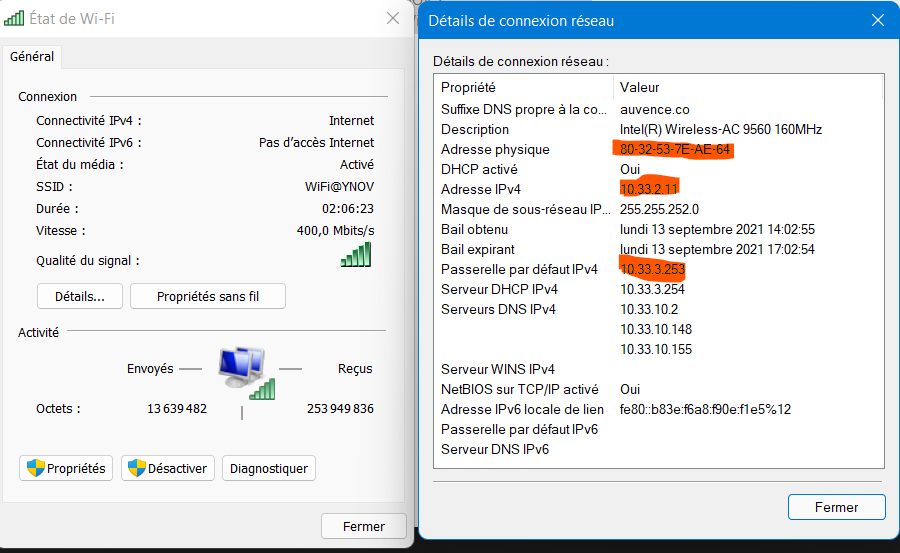 État de Wi-Fi
Général
Connexion
Connectivité IPv4 : Internet
Connectivité IPv6 : Pas d’accès Internet
État du média : Activé
SSID : WiFi@YNOV
Durée : 02:06:23
Vitesse : 400,0 Mbits/s
Qualité du signal :
Détails...
Propriétés sans fil
Activité
Envoyés
Reçus
Octets : 13 639 482 253 949 836
Propriétés
Désactiver
Diagnostiquer
Fermer
Détails de connexion réseau
Détails de connexion réseau :
Propriété Valeur
Suffixe DNS propre à la co... auvence.co
Description Intel(R) Wireless-AC 9560 160MHz
Adresse physique 80-32-53-7E-AE-64
DHCP activé Oui
Adresse IPv4 10.33.2.11
Masque de sous-réseau IP... 255.255.252.0
Bail obtenu lundi 13 septembre 2021 14:02:55
Bail expirant lundi 13 septembre 2021 17:02:54
Passerelle par défaut IPv4 10.33.3.253
Serveur DHCP IPv4 10.33.3.254
Serveurs DNS IPv4 10.33.10.2
10.33.10.148
10.33.10.155
Serveur WINS IPv4
NetBIOS sur TCP/IP activé Oui
Adresse IPv6 locale de lien fe80::b83e:f6a8:f90e:f1e5%12
Passerelle par défaut IPv6
Serveur DNS IPv6
Fermer